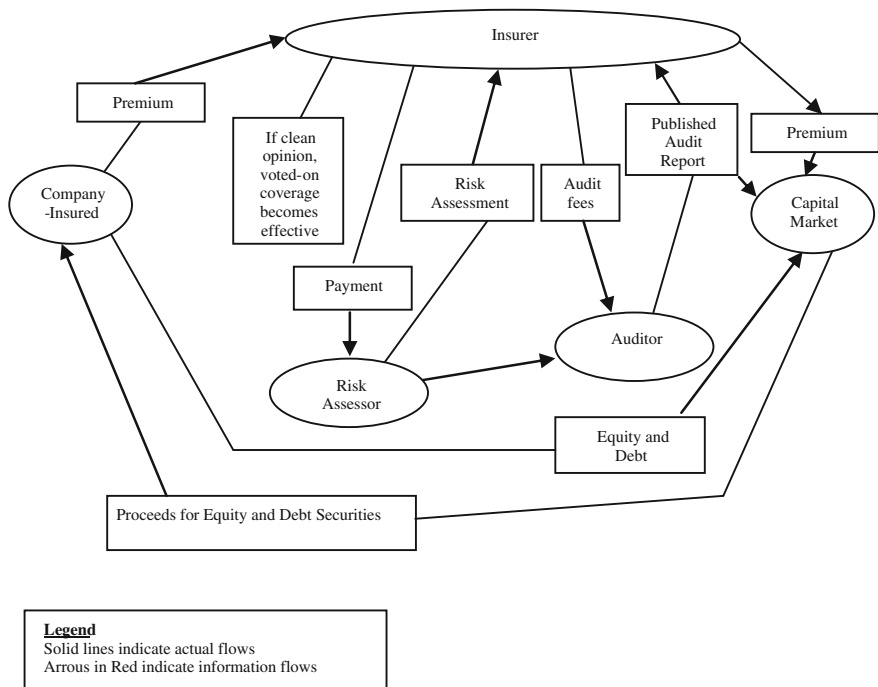 Insurer
Premium
If clean
opinion,
voted-on
coverage
becomes
effective
Risk
Assessment
Audit
fees
Published
Audit
Report
Premium
Company
-Insured
Capital
Market
Payment
Auditor
Risk
Assessor
Equity and
Debt
Proceeds for Equity and Debt Securities
Legend
Solid lines indicate actual flows
Arrous in Red indicate information flows